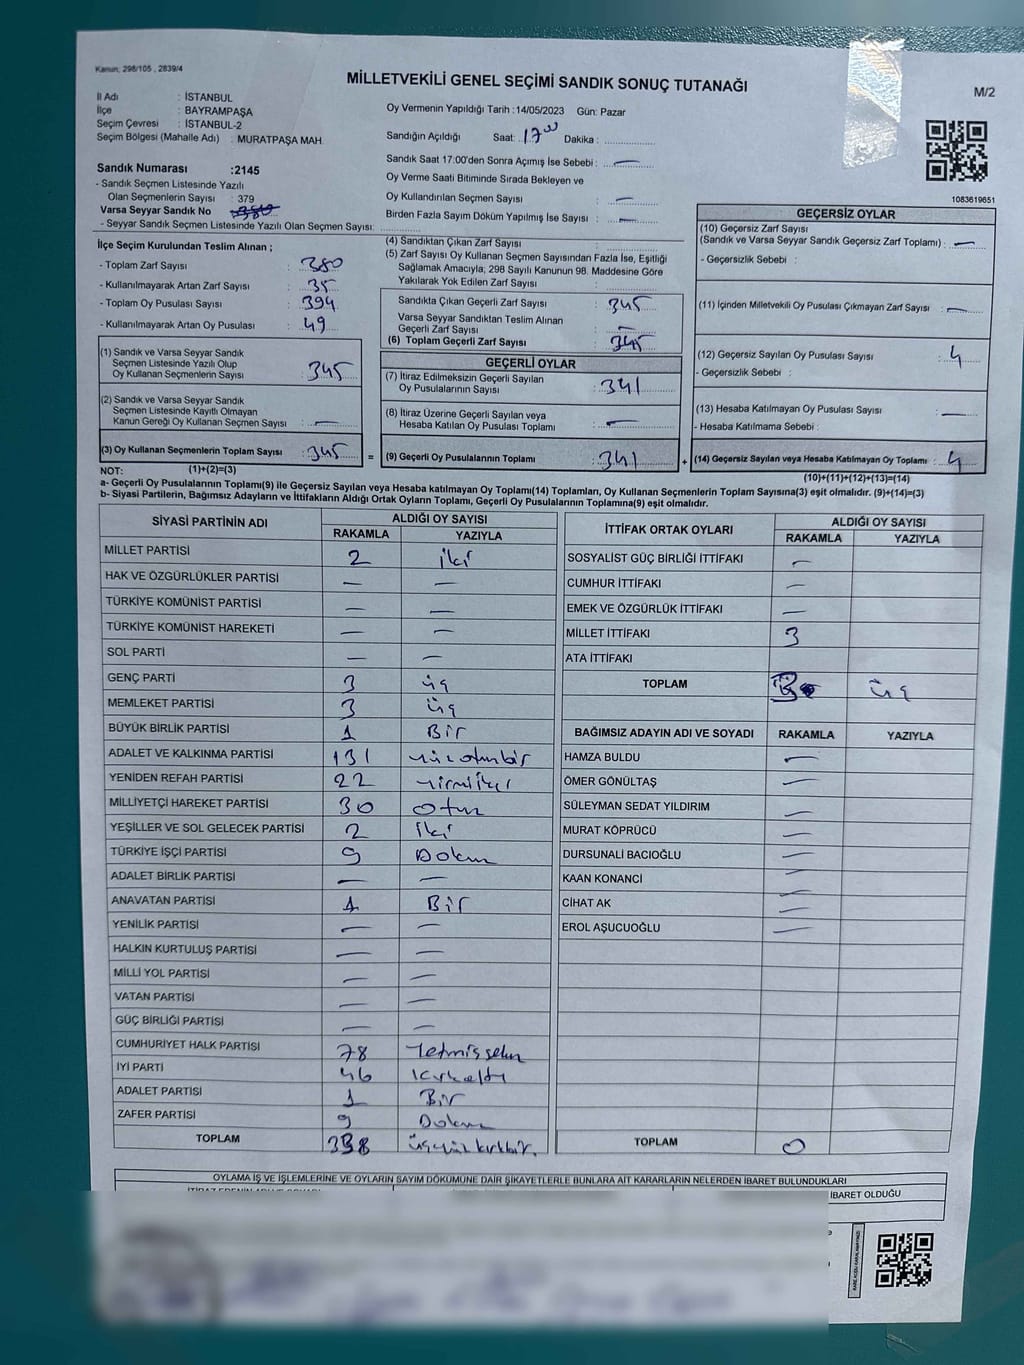 Kanun: 298/105 , 2839/4
MİLLETVEKİLİ GENEL SEÇİMİ SANDIK SONUÇ TUTANAĞI
M/2
İl Adı : İSTANBUL
İlçe : BAYRAMPAŞA
Seçim Çevresi : İSTANBUL-2
Seçim Bölgesi (Mahalle Adı) : MURATPAŞA MAH.
Sandık Numarası :2145
- Sandık Seçmen Listesinde Yazılı
Olan Seçmenlerin Sayısı : 379
Varsa Seyyar Sandık No
- Seyyar Sandık Seçmen Listesinde Yazılı Olan Seçmen Sayısı:
Oy Vermenin Yapıldığı Tarih :14/05/2023 Gün: Pazar
Sandığın Açıldığı Saat: 17 00 Dakika :
Sandık Saat 17:00'den Sonra Açımış İse Sebebi : —
Oy Verme Saati Bitiminde Sırada Bekleyen ve
Oy Kullandırılan Seçmen Sayısı : —
Birden Fazla Sayım Döküm Yapılmış İse Sayısı : —
1083619651
İlçe Seçim Kurulundan Teslim Alınan ;
- Toplam Zarf Sayısı : 380
- Kullanılmayarak Artan Zarf Sayısı : 35
- Toplam Oy Pusulası Sayısı : 394
- Kullanılmayarak Artan Oy Pusulası : 49
(1) Sandık ve Varsa Seyyar Sandık
Seçmen Listesinde Yazılı Olup
Oy Kullanan Seçmenlerin Sayısı : 345
(2) Sandık ve Varsa Seyyar Sandık
Seçmen Listesinde Kayıtlı Olmayan
Kanun Gereği Oy Kullanan Seçmen Sayısı : —
(3) Oy Kullanan Seçmenlerin Toplam Sayısı : 345 =
(4) Sandıktan Çıkan Zarf Sayısı :
(5) Zarf Sayısı Oy Kullanan Seçmen Sayısından Fazla İse, Eşitliği
Sağlamak Amacıyla; 298 Sayılı Kanunun 98. Maddesine Göre
Yakılarak Yok Edilen Zarf Sayısı :
Sandıkta Çıkan Geçerli Zarf Sayısı : 345
Varsa Seyyar Sandıktan Teslim Alınan
Geçerli Zarf Sayısı : —
(6) Toplam Geçerli Zarf Sayısı : 345
GEÇERLİ OYLAR
(7) İtiraz Edilmeksizin Geçerli Sayılan
Oy Pusulalarının Sayısı : 341
(8) İtiraz Üzerine Geçerli Sayılan veya
Hesaba Katılan Oy Pusulası Toplamı : —
(9) Geçerli Oy Pusulalarının Toplamı : 341 +
GEÇERSİZ OYLAR
(10) Geçersiz Zarf Sayısı
(Sandık ve Varsa Seyyar Sandık Geçersiz Zarf Toplamı) : —
- Geçersizlik Sebebi :
(11) İçinden Milletvekili Oy Pusulası Çıkmayan Zarf Sayısı : —
(12) Geçersiz Sayılan Oy Pusulası Sayısı : 4
- Geçersizlik Sebebi :
(13) Hesaba Katılmayan Oy Pusulası Sayısı : —
- Hesaba Katılmama Sebebi :
(14) Geçersiz Sayılan veya Hesaba Katılmayan Oy Toplamı : 4
NOT: (1)+(2)=(3) (10)+(11)+(12)+(13)=(14)
a- Geçerli Oy Pusulalarının Toplamı(9) ile Geçersiz Sayılan veya Hesaba katılmayan Oy Toplamı(14) Toplamları, Oy Kullanan Seçmenlerin Toplam Sayısına(3) eşit olmalıdır. (9)+(14)=(3)
b- Siyasi Partilerin, Bağımsız Adayların ve İttifakların Aldığı Ortak Oyların Toplamı, Geçerli Oy Pusulalarının Toplamına(9) eşit olmalıdır.
SİYASİ PARTİNİN ADI ALDIĞI OY SAYISI
RAKAMLA YAZIYLA
MİLLET PARTİSİ 2 iki
HAK VE ÖZGÜRLÜKLER PARTİSİ — —
TÜRKİYE KOMÜNİST PARTİSİ — —
TÜRKİYE KOMÜNİST HAREKETİ — —
SOL PARTİ — —
GENÇ PARTİ 3 üç
MEMLEKET PARTİSİ 3 üç
BÜYÜK BİRLİK PARTİSİ 1 Bir
ADALET VE KALKINMA PARTİSİ 131 yüzotuzbir
YENİDEN REFAH PARTİSİ 22 yirmiiki
MİLLİYETÇİ HAREKET PARTİSİ 30 otuz
YEŞİLLER VE SOL GELECEK PARTİSİ 2 iki
TÜRKİYE İŞÇİ PARTİSİ 9 Dokuz
ADALET BİRLİK PARTİSİ — —
ANAVATAN PARTİSİ 1 Bir
YENİLİK PARTİSİ — —
HALKIN KURTULUŞ PARTİSİ — —
MİLLİ YOL PARTİSİ — —
VATAN PARTİSİ — —
GÜÇ BİRLİĞİ PARTİSİ — —
CUMHURİYET HALK PARTİSİ 78 Yetmişsekiz
İYİ PARTİ 46 kırkaltı
ADALET PARTİSİ 1 Bir
ZAFER PARTİSİ 9 Dokuz
TOPLAM 338 üçyüzkırkbir.
İTTİFAK ORTAK OYLARI ALDIĞI OY SAYISI
RAKAMLA YAZIYLA
SOSYALİST GÜÇ BİRLİĞİ İTTİFAKI —
CUMHUR İTTİFAKI —
EMEK VE ÖZGÜRLÜK İTTİFAKI —
MİLLET İTTİFAKI 3
ATA İTTİFAKI
TOPLAM 3 üç
BAĞIMSIZ ADAYIN ADI VE SOYADI RAKAMLA YAZIYLA
HAMZA BULDU —
ÖMER GÖNÜLTAŞ —
SÜLEYMAN SEDAT YILDIRIM —
MURAT KÖPRÜCÜ —
DURSUNALİ BACIOĞLU —
KAAN KONANCİ —
CİHAT AK —
EROL AŞUCUOĞLU —
TOPLAM 0
OYLAMA İŞ VE İŞLEMLERİNE VE OYLARIN SAYIM DÖKÜMÜNE DAİR ŞİKAYETLERLE BUNLARA AİT KARARLARIN NELERDEN İBARET BULUNDUKLARI
İBARET OLDUĞU